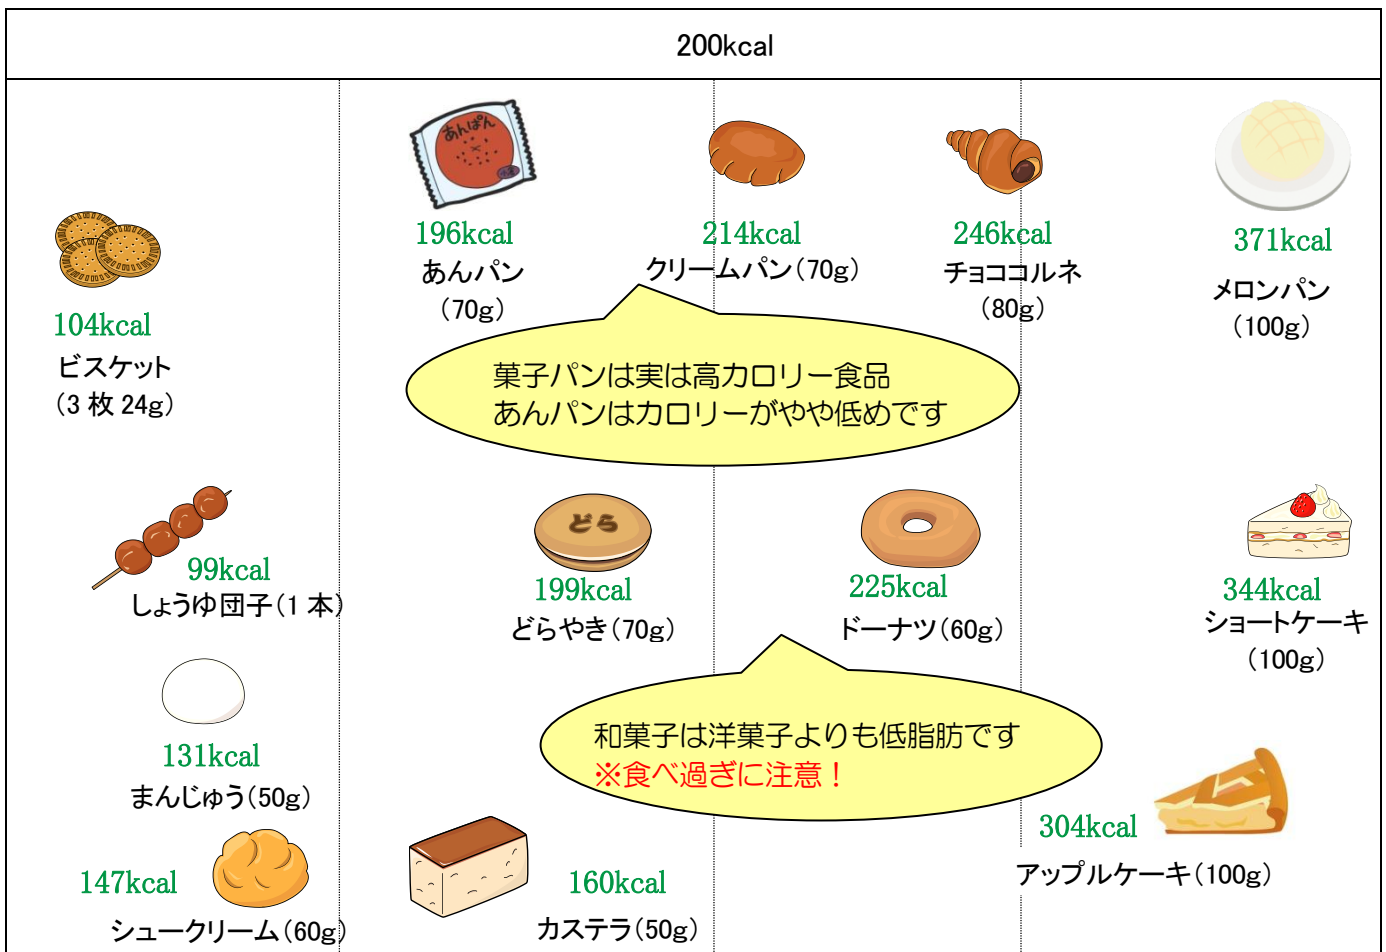 200kcal
あんぱん
196kcal
あんパン
（70g）
214kcal
クリームパン（70g）
246kcal
チョココルネ
（80g）
371kcal
メロンパン
（100g）
104kcal
ビスケット
（3 枚 24g）
菓子パンは実は高カロリー食品
あんパンはカロリーがやや低めです
99kcal
しょうゆ団子（1 本）
どら
199kcal
どらやき（70g）
225kcal
ドーナツ（60g）
344kcal
ショートケーキ
（100g）
131kcal
まんじゅう（50g）
和菓子は洋菓子よりも低脂肪です
※食べ過ぎに注意！
147kcal
シュークリーム（60g）
160kcal
カステラ（50g）
304kcal
アップルケーキ（100g）